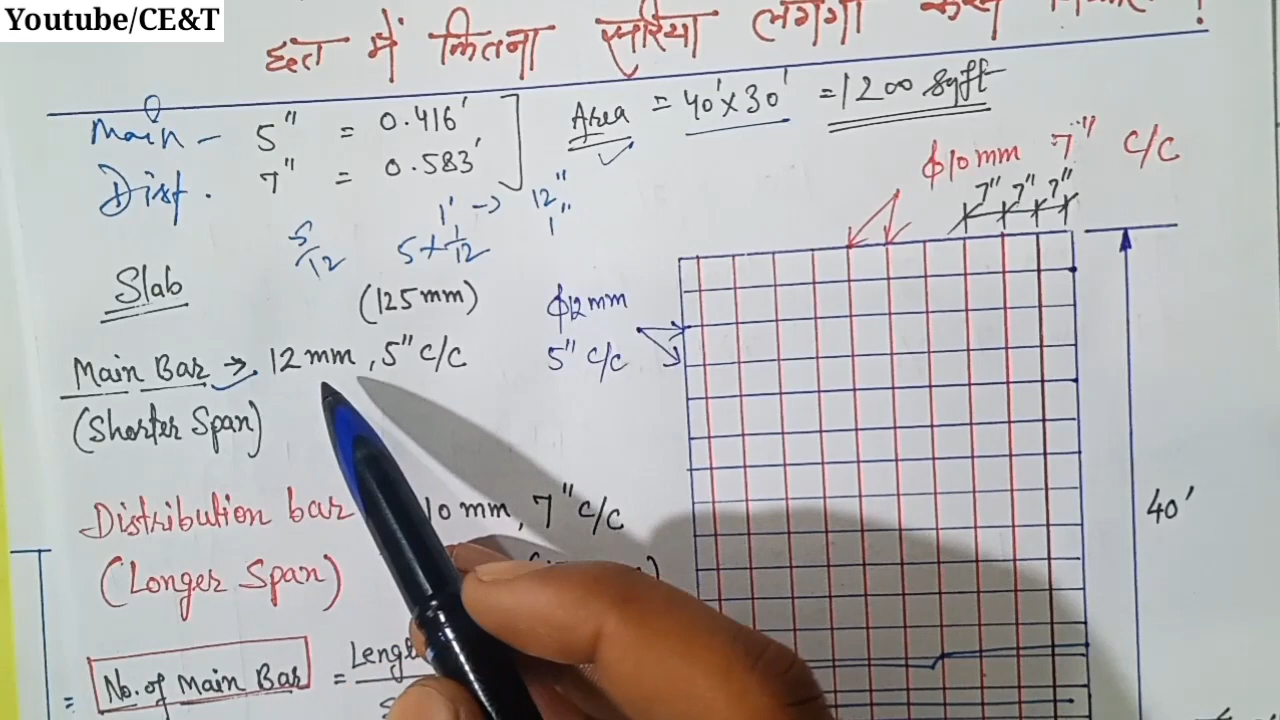 Youtube/CE&T
छत में कितना सरिया लगेगा
Main - 5" = 0.416'
Dist. 7" = 0.583'
Area = 40' x 30' = 1200 sqft
1' → 12"
1"
5/12 5 x 1/12
ϕ10mm 7" c/c
7" 7" 7"
Slab
(125mm)
ϕ12mm
5" c/c
Main Bar → 12mm, 5" c/c
(Shorter Span)
Distribution bar 10mm, 7" c/c
(Longer Span)
40'
= No. of Main Bar =